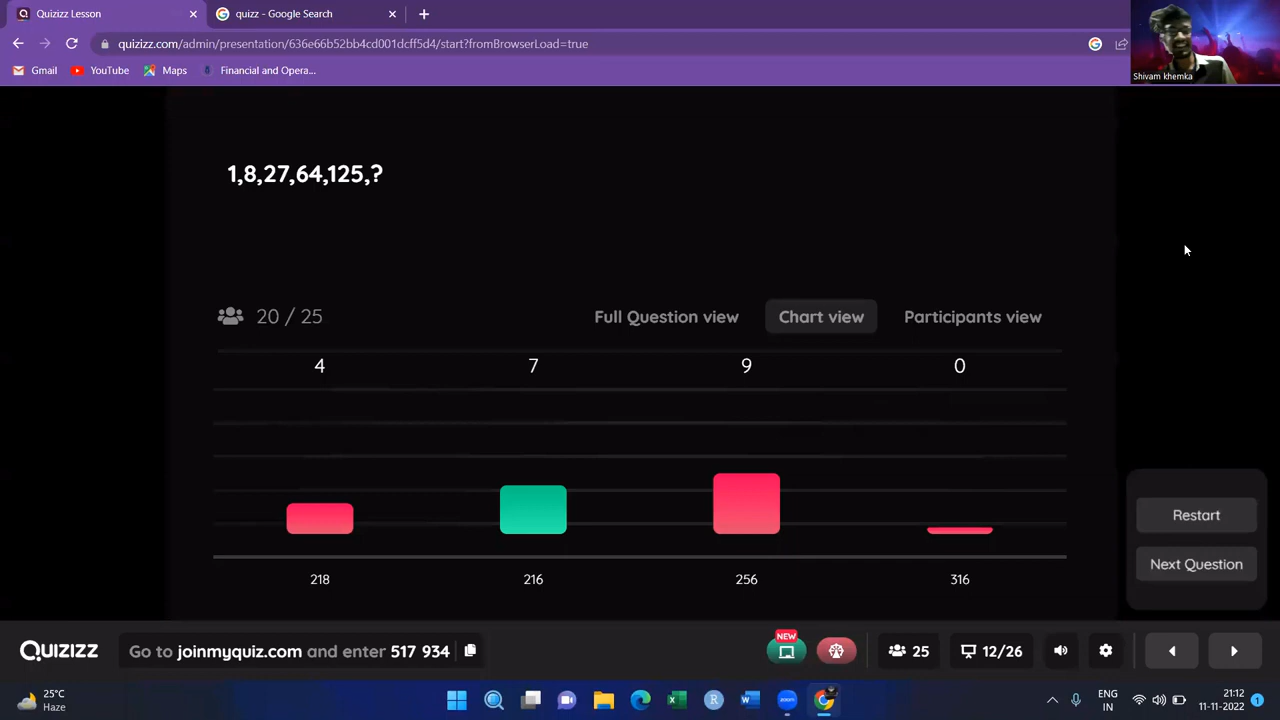 Quizizz Lesson
quizz - Google Search
quizizz.com/admin/presentation/636e66b52bb4cd001dcff5d4/start?fromBrowserLoad=true
Gmail
YouTube
Maps
Financial and Opera...
Shivam khemka
1,8,27,64,125,?
20 / 25
Full Question view
Chart view
Participants view
4
7
9
0
218
216
256
316
Restart
Next Question
Quizizz
Go to joinmyquiz.com and enter 517 934
NEW
25
12/26
25°C
Haze
ENG
IN
21:12
11-11-2022
1